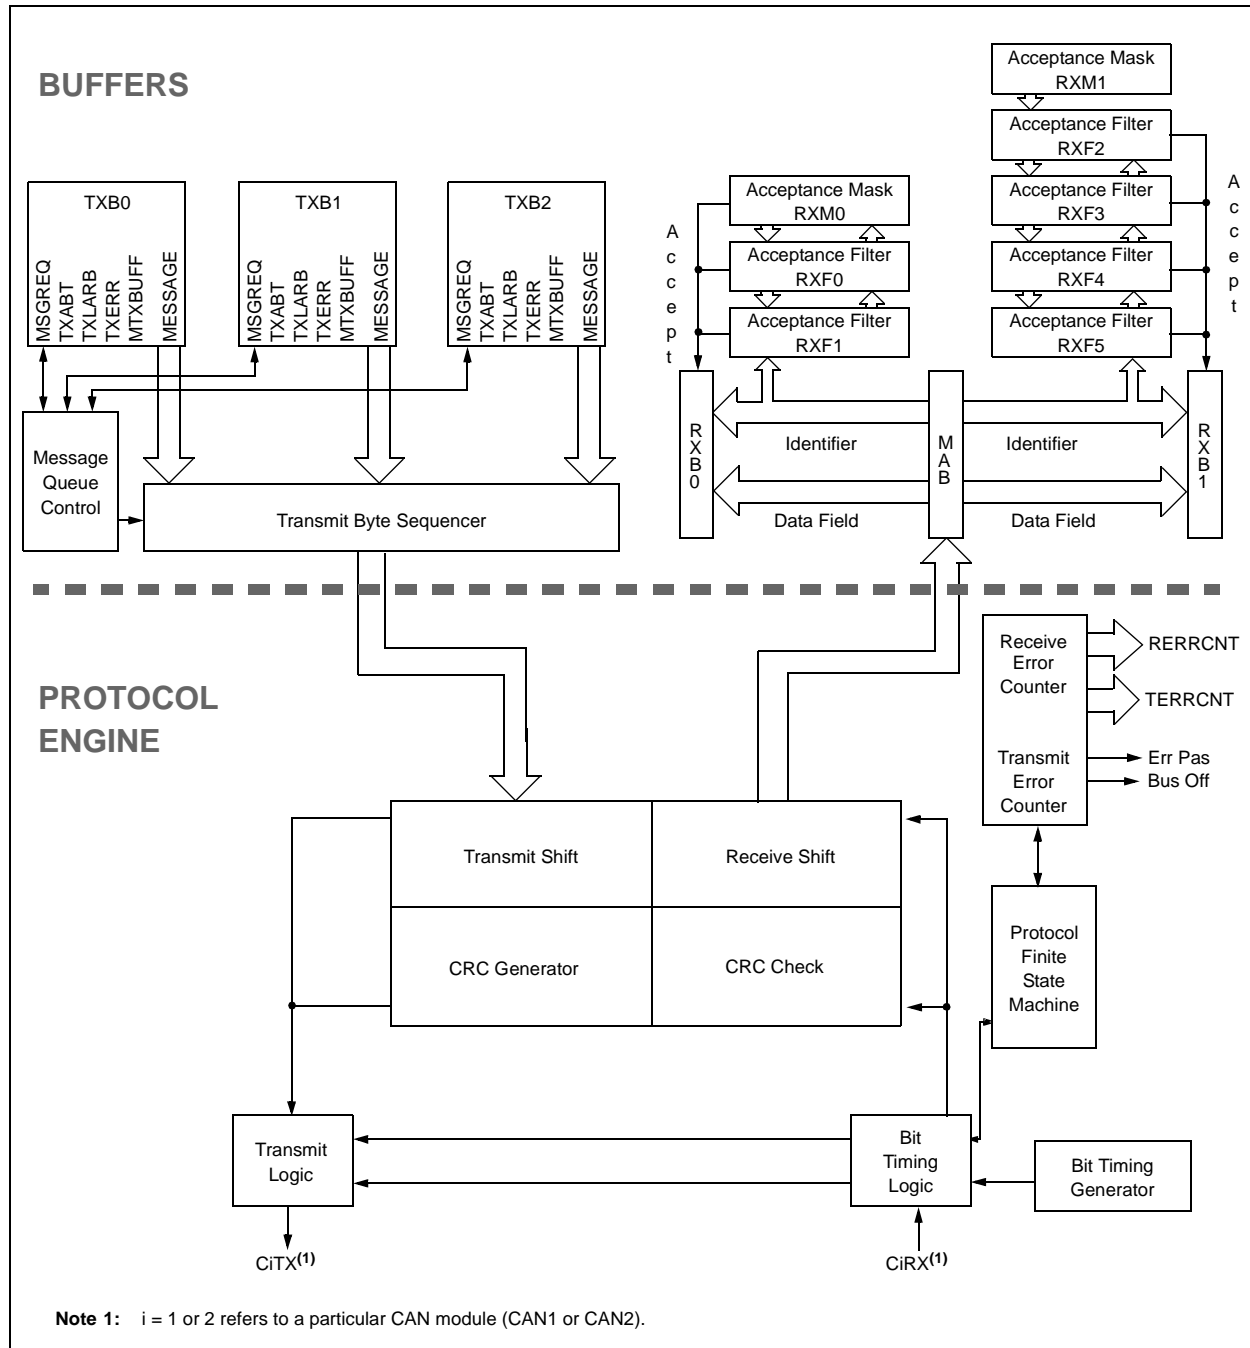 BUFFERS
Acceptance Mask
RXM1
Acceptance Filter
RXF2
Acceptance Filter
RXF3
Acceptance Filter
RXF4
Acceptance Filter
RXF5
Accept
Acceptance Mask
RXM0
Acceptance Filter
RXF0
Acceptance Filter
RXF1
Accept
TXB0
MSGREQ
TXABT
TXLARB
TXERR
MTXBUFF
MESSAGE
TXB1
MSGREQ
TXABT
TXLARB
TXERR
MTXBUFF
MESSAGE
TXB2
MSGREQ
TXABT
TXLARB
TXERR
MTXBUFF
MESSAGE
Message
Queue
Control
Transmit Byte Sequencer
RXB0
Identifier
Data Field
MAB
Identifier
Data Field
RXB1
PROTOCOL
ENGINE
Receive
Error
Counter
Transmit
Error
Counter
RERRCNT
TERRCNT
Err Pas
Bus Off
Transmit Shift
Receive Shift
CRC Generator
CRC Check
Protocol
Finite
State
Machine
Transmit
Logic
Bit
Timing
Logic
Bit Timing
Generator
CiTX(1)
CiRX(1)
Note 1: i = 1 or 2 refers to a particular CAN module (CAN1 or CAN2).